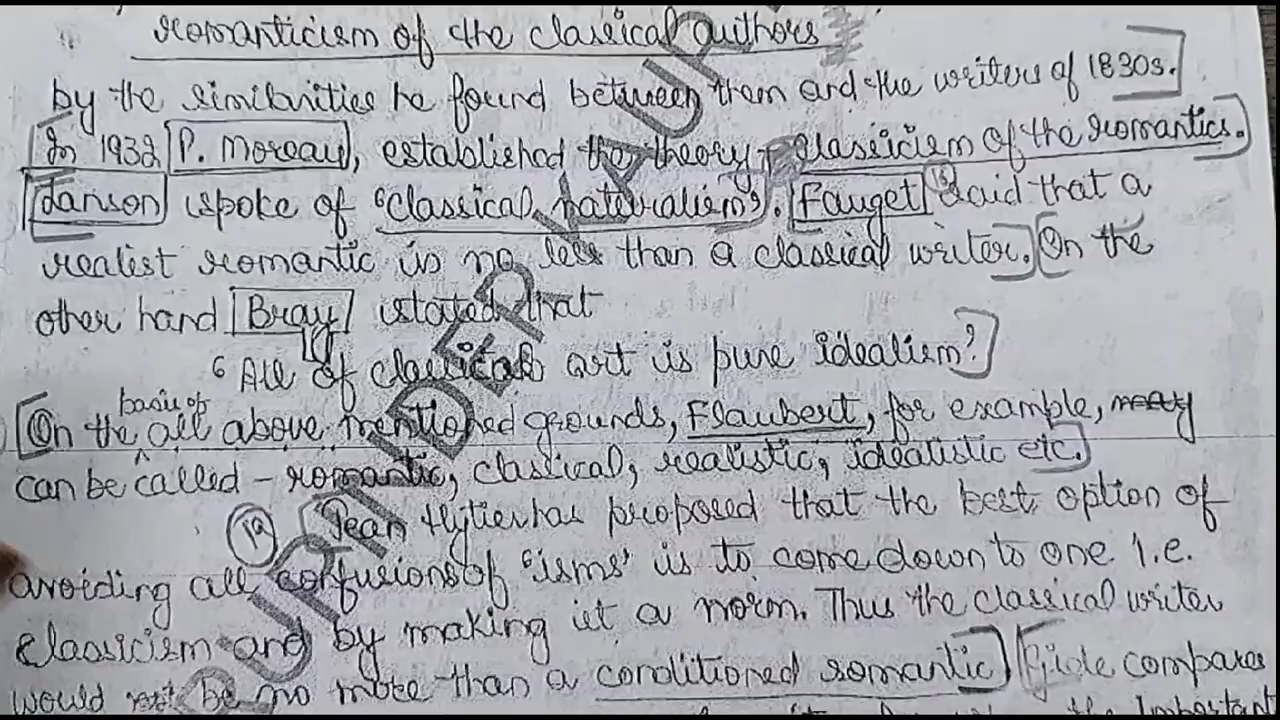 romanticism of the classical authors
by the similarities he found between them and the writers of 1830s.
In 1932 P. Moreau, established the theory classicism of the romantics.
Lanson spoke of 'classical naturalism'. Fauget said that a
realist romantic is no less than a classical writer. On the
other hand Bray stated that
'All of classical art is pure idealism'
basis of
On the all above mentioned grounds, Flaubert, for example,
can be called – romantic, classical, realistic, idealistic etc.
19 Jean Hytier has proposed that the best option of
avoiding all confusions of 'isms' is to come down to one i.e.
classicism and by making it a norm. Thus the classical writer
would be no more than a conditioned romantic Gide compares
the important